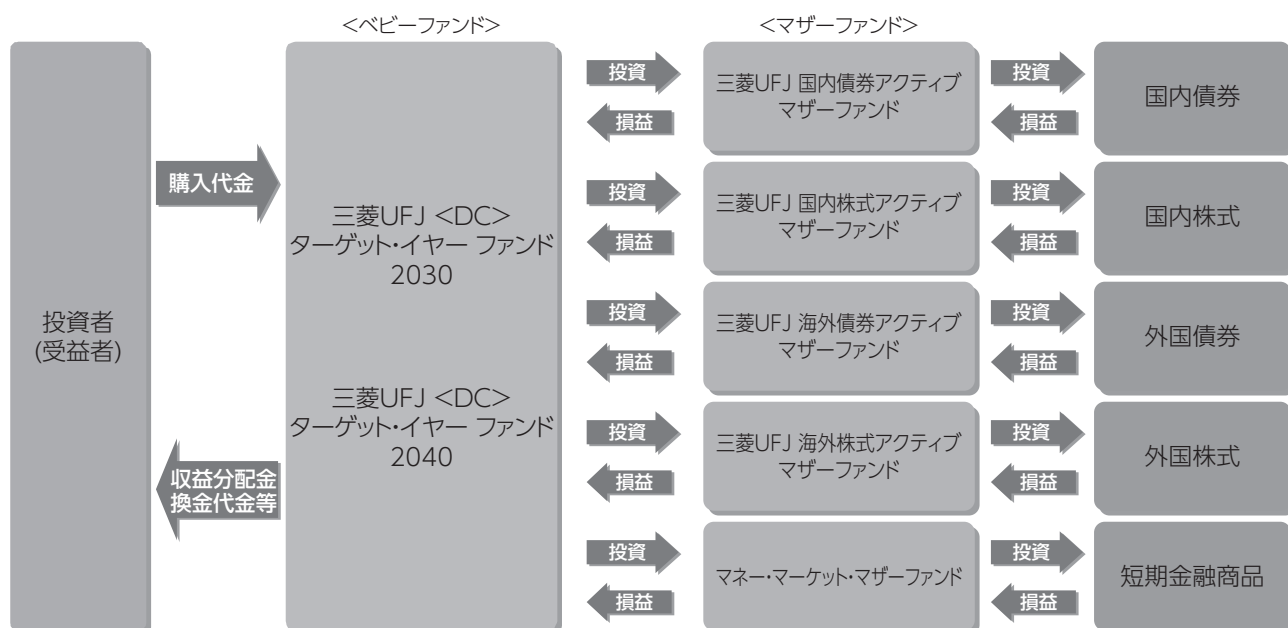 <ベビーファンド>
<マザーファンド>
投資者
(受益者)
購入代金
収益分配金
換金代金等
三菱UFJ <DC>
ターゲット・イヤー ファンド
2030
三菱UFJ <DC>
ターゲット・イヤー ファンド
2040
投資
損益
三菱UFJ 国内債券アクティブ
マザーファンド
投資
損益
国内債券
投資
損益
三菱UFJ 国内株式アクティブ
マザーファンド
投資
損益
国内株式
投資
損益
三菱UFJ 海外債券アクティブ
マザーファンド
投資
損益
外国債券
投資
損益
三菱UFJ 海外株式アクティブ
マザーファンド
投資
損益
外国株式
投資
損益
マネー・マーケット・マザーファンド
投資
損益
短期金融商品